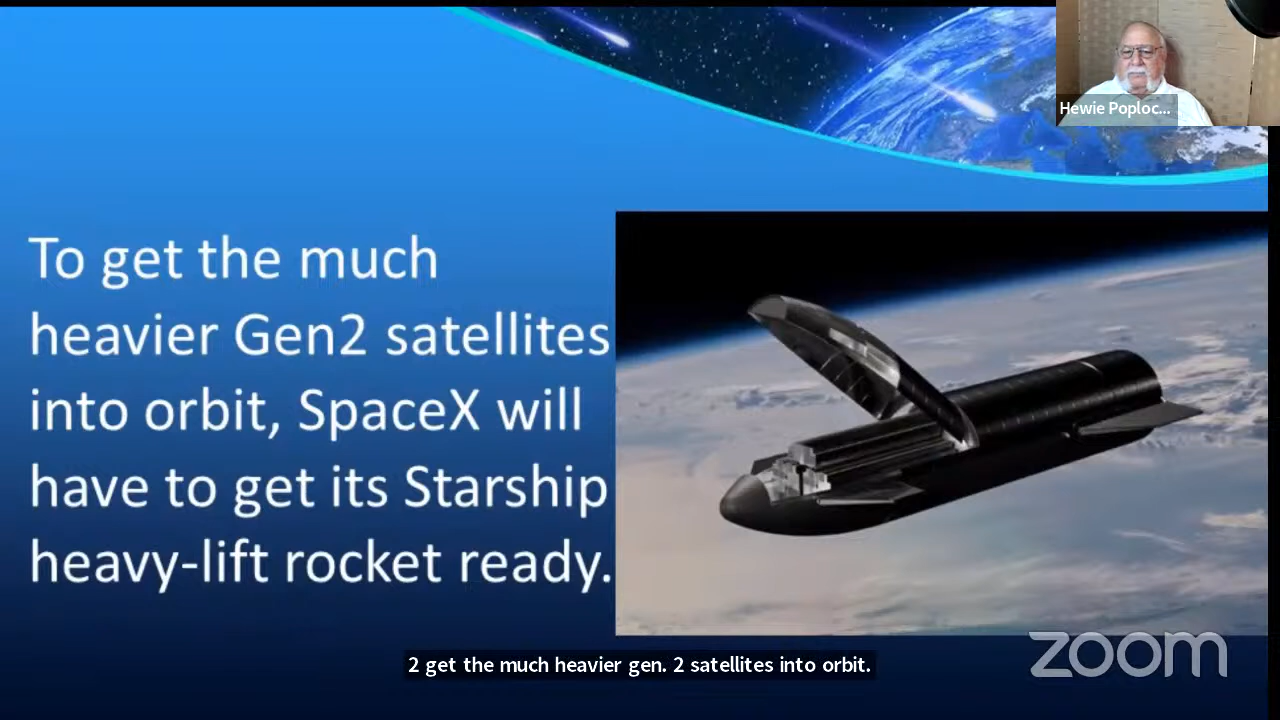 Hewie Poploc...
To get the much
heavier Gen2 satellites
into orbit, SpaceX will
have to get its Starship
heavy-lift rocket ready.
2 get the much heavier gen. 2 satellites into orbit.
zoom